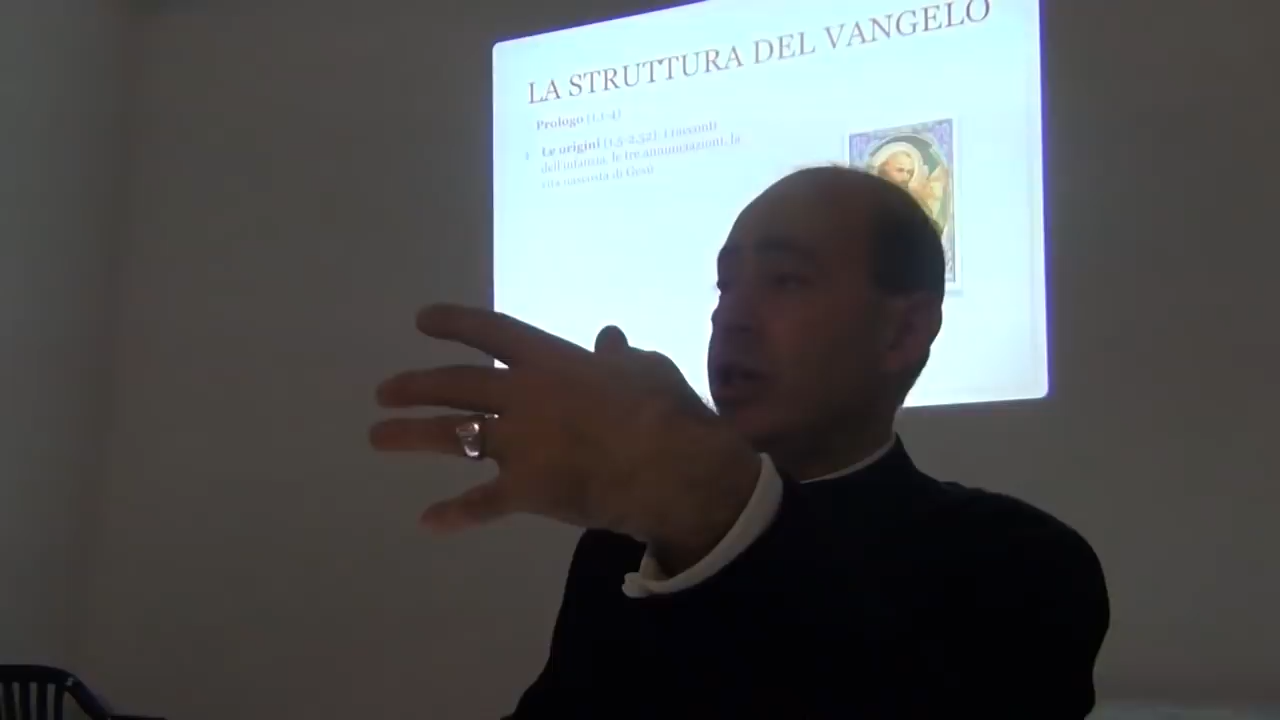 LA STRUTTURA DEL VANGELO
Prologo (1,1-4)
1. Le origini (1,5-2,52): i racconti
dell'infanzia, le tre annunciazioni, la
vita nascosta di Gesù